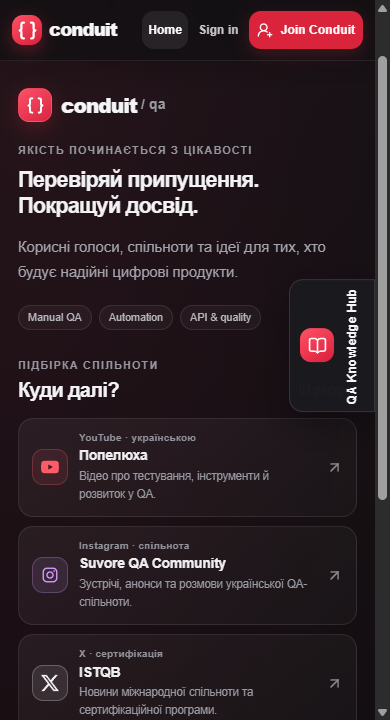 conduit
Home
Sign in
Join Conduit
conduit / qa
ЯКІСТЬ ПОЧИНАЄТЬСЯ З ЦІКАВОСТІ
Перевіряй припущення.
Покращуй досвід.
Корисні голоси, спільноти та ідеї для тих, хто
будує надійні цифрові продукти.
Manual QA
Automation
API & quality
QA Knowledge Hub
ПІДБІРКА СПІЛЬНОТИ
Куди далі?
YouTube · українською
Попелюха
Відео про тестування, інструменти й
розвиток у QA.
Instagram · спільнота
Suvore QA Community
Зустрічі, анонси та розмови української QA-
спільноти.
X · сертифікація
ISTQB
Новини міжнародної спільноти та
сертифікаційної програми.